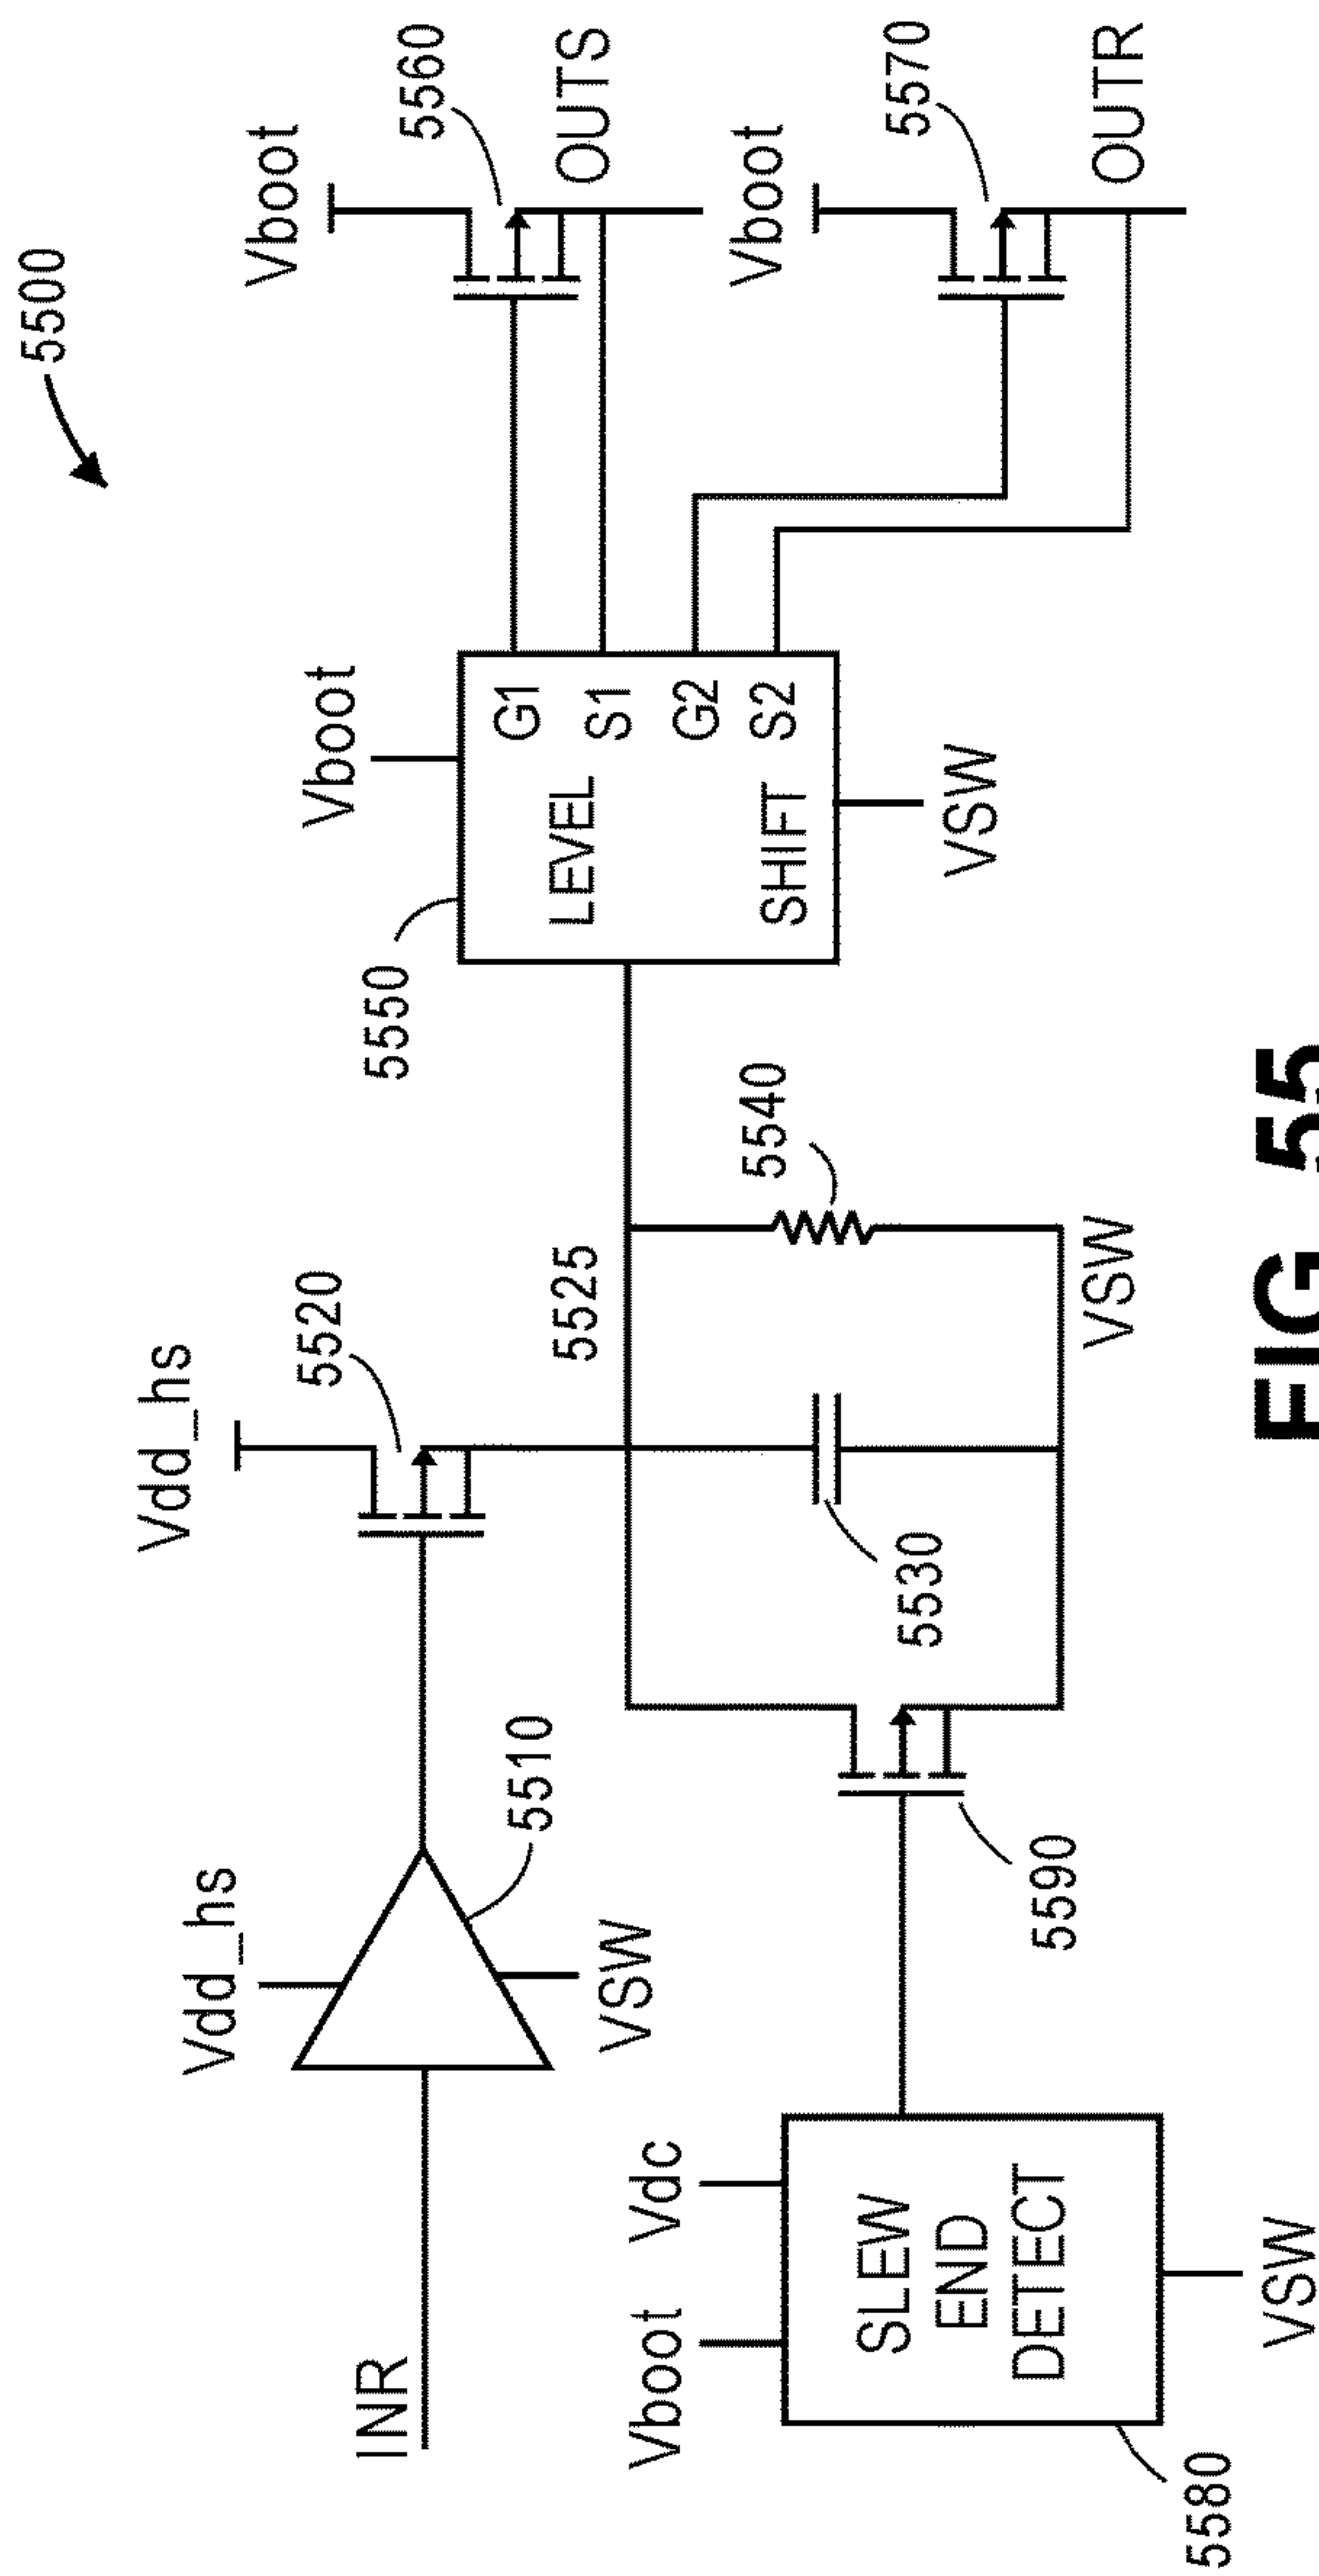 5500
Vboot
5560
OUTS
Vboot
5570
OUTR
Vboot
5550
LEVEL
SHIFT
G1
S1
G2
S2
VSW
Vdd_hs
5520
5525
5540
5530
VSW
Vdd_hs
5510
VSW
INR
5590
Vboot
Vdc
SLEW
END
DETECT
VSW
5580
FIG 55